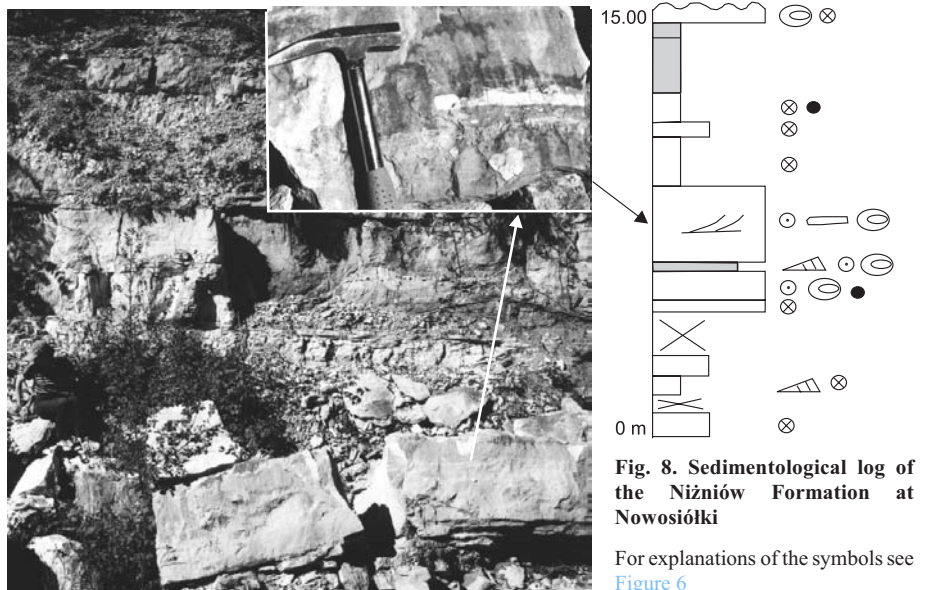 15.00
0 m
Fig. 8. Sedimentological log of
the Niżniów Formation at
Nowosiółki
For explanations of the symbols see
Figure 6